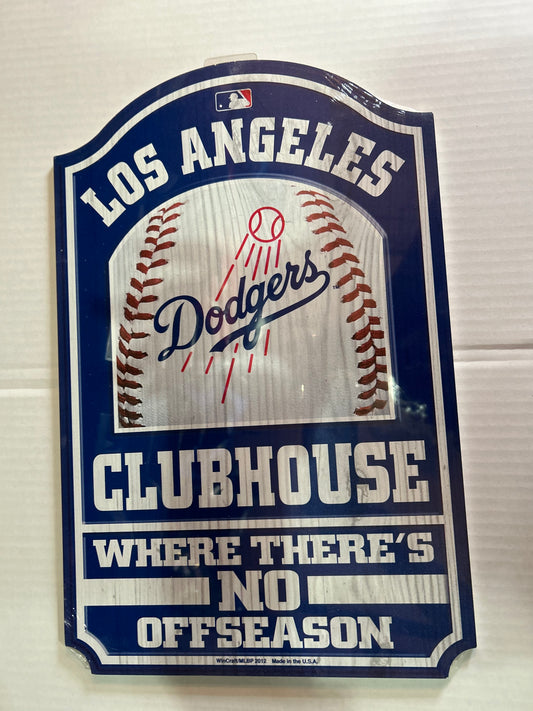 LOS ANGELES
Dodgers
CLUBHOUSE
WHERE THERE'S
NO
OFFSEASON
WinCraft/MLBP 2012 Made in the U.S.A.